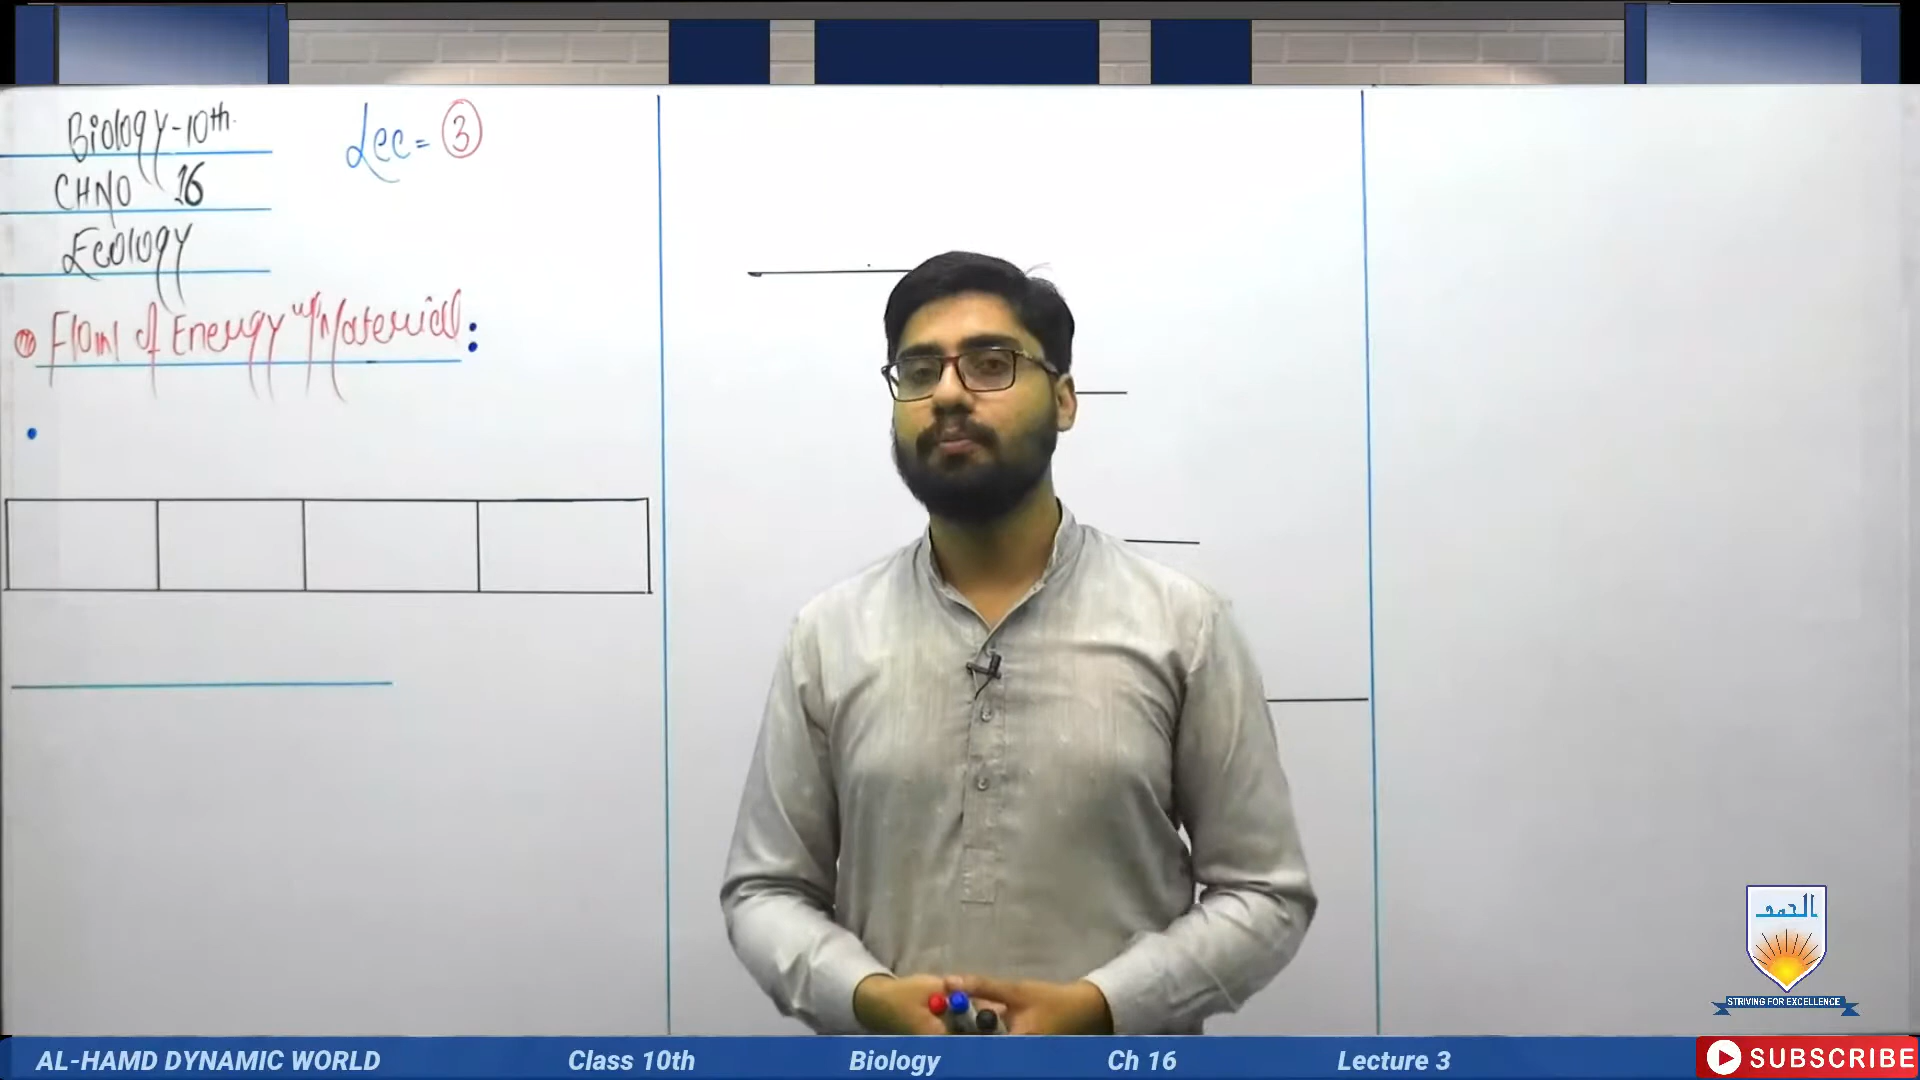 Biology-10th.
CHNO 16
Ecology
Lec = 3
Flow of Energy Material :
الحمد
STRIVING FOR EXCELLENCE
AL-HAMD DYNAMIC WORLD Class 10th Biology Ch 16 Lecture 3
SUBSCRIBE